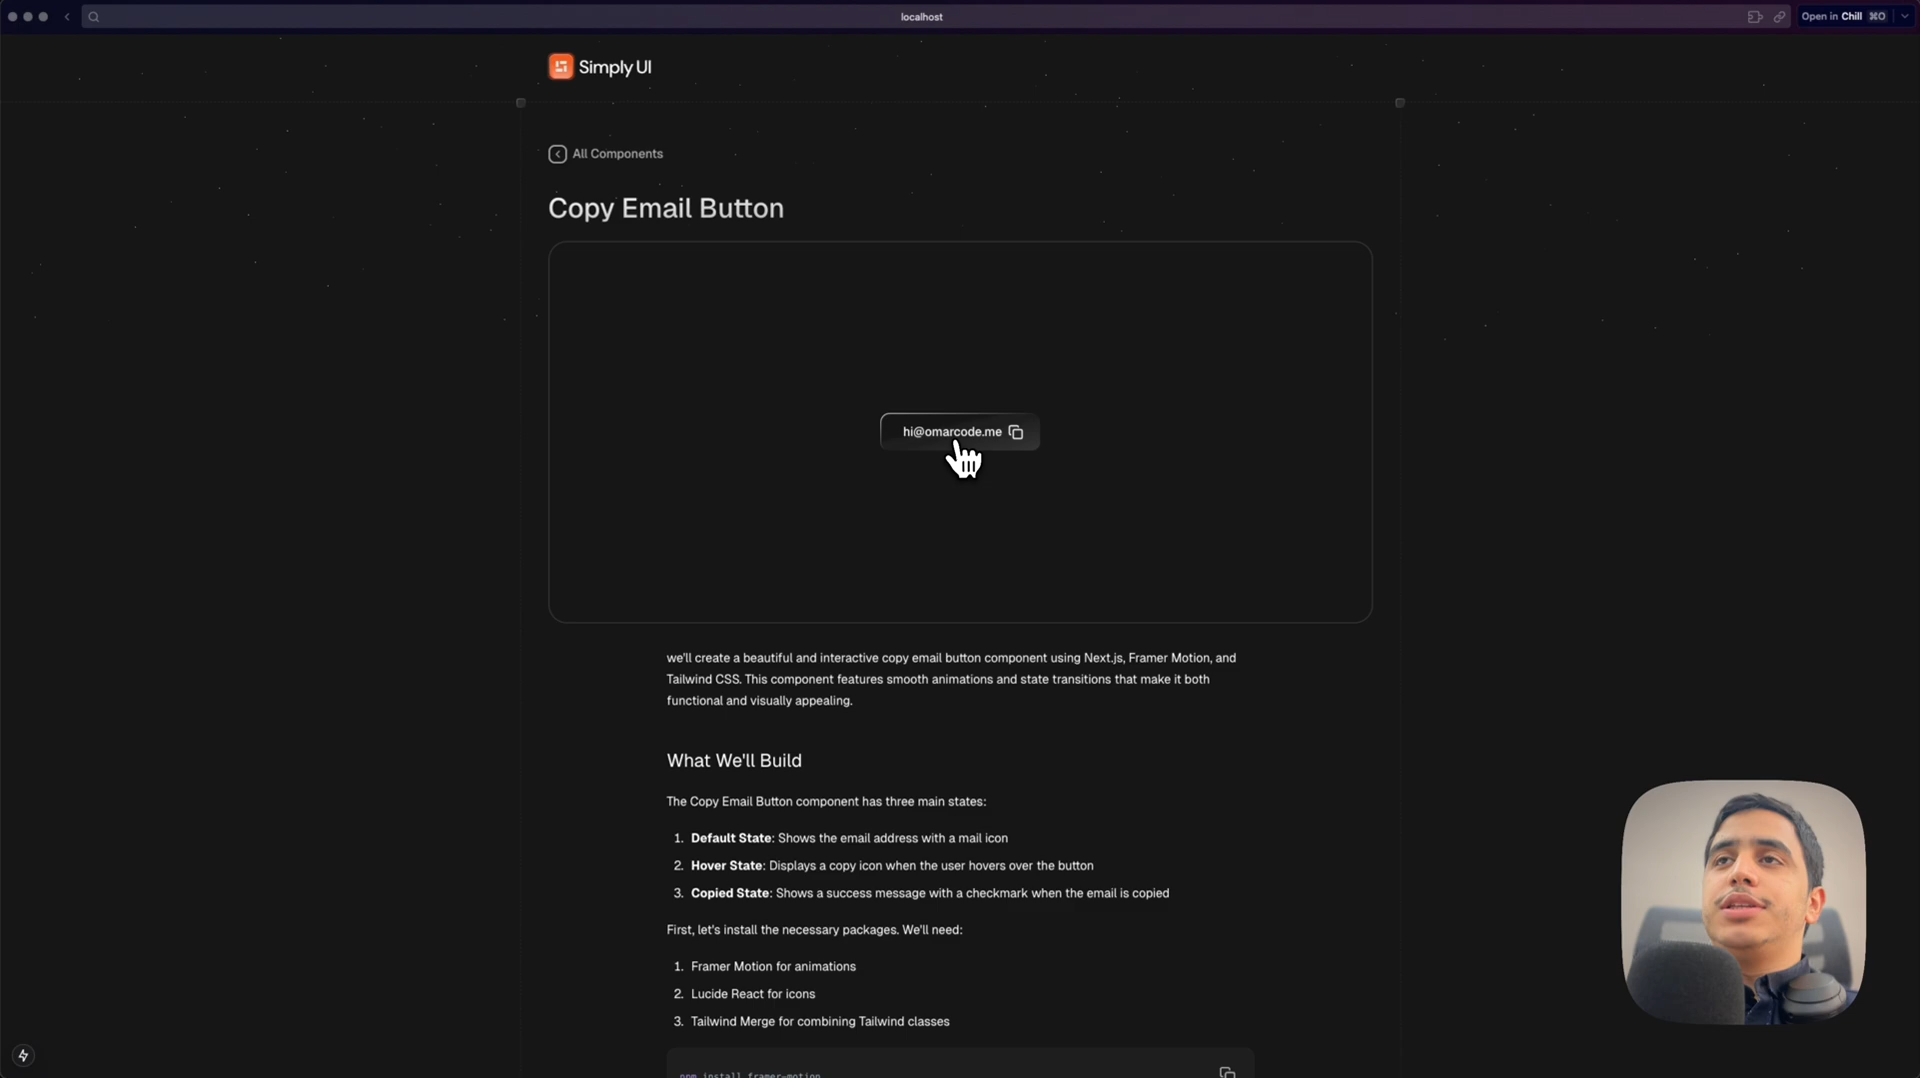 localhost
Open in Chill ⌘O
Simply UI
All Components
Copy Email Button
hi@omarcode.me
we'll create a beautiful and interactive copy email button component using Next.js, Framer Motion, and
Tailwind CSS. This component features smooth animations and state transitions that make it both
functional and visually appealing.
What We'll Build
The Copy Email Button component has three main states:
1. Default State: Shows the email address with a mail icon
2. Hover State: Displays a copy icon when the user hovers over the button
3. Copied State: Shows a success message with a checkmark when the email is copied
First, let's install the necessary packages. We'll need:
1. Framer Motion for animations
2. Lucide React for icons
3. Tailwind Merge for combining Tailwind classes
npm install framer-motion